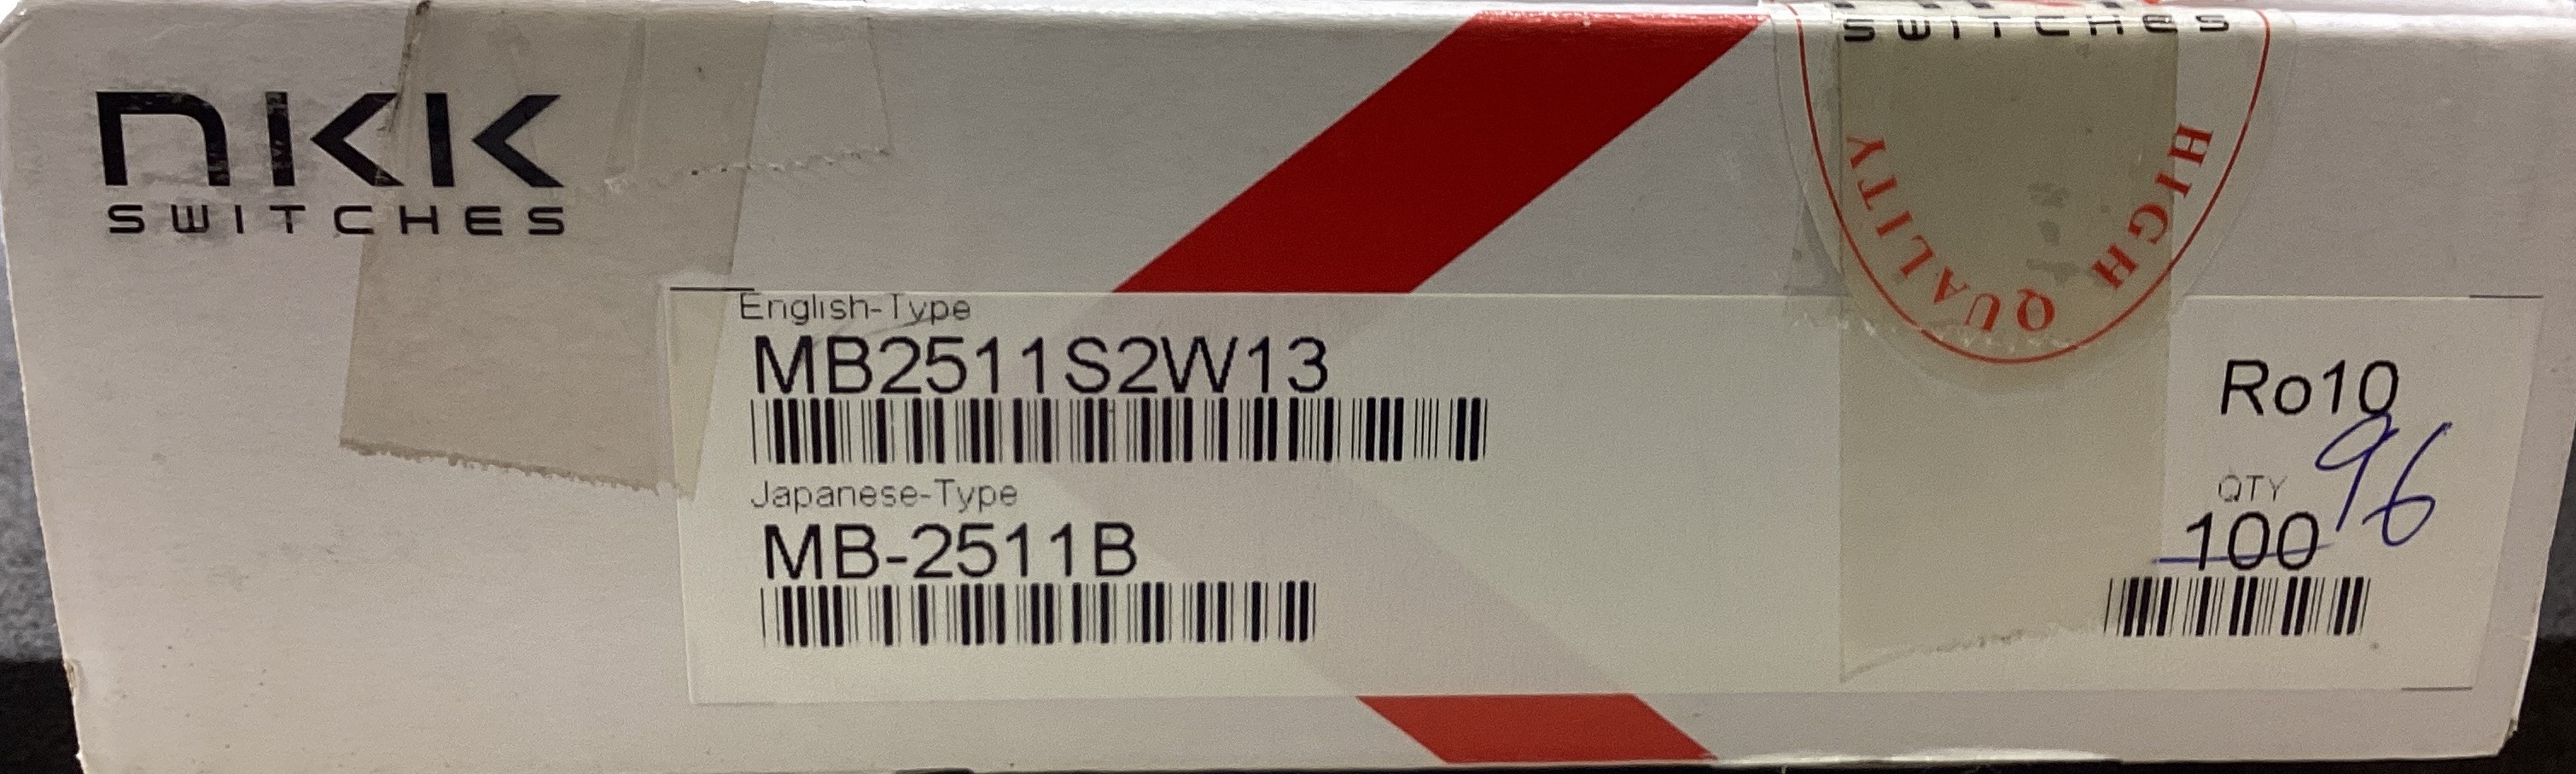 NKK
SWITCHES
SWITCHES
HIGH QUALITY
English-Type
MB2511S2W13
Japanese-Type
MB-2511B
Ro10
96
QTY
100